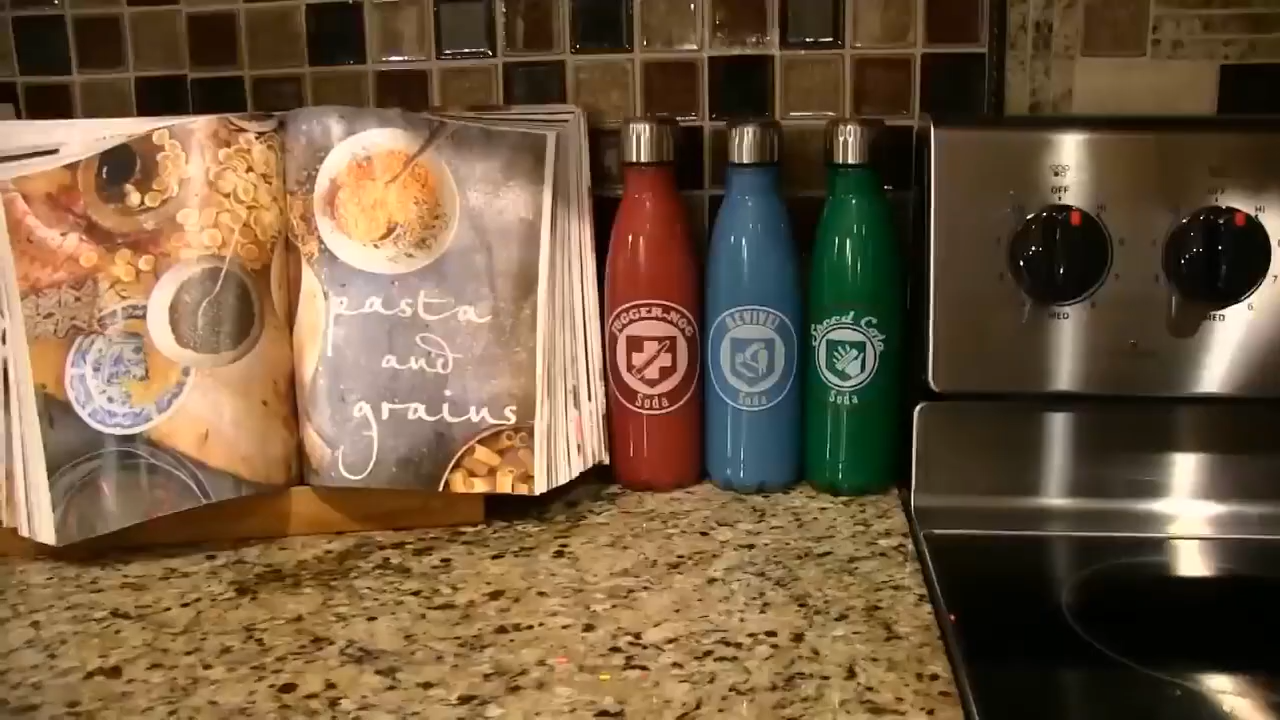 pasta
and
grains
JUGGER-NOG
Soda
REVIVE!
Soda
Speed Cola
Soda
OFF
HI
MED
OFF
HI
MED